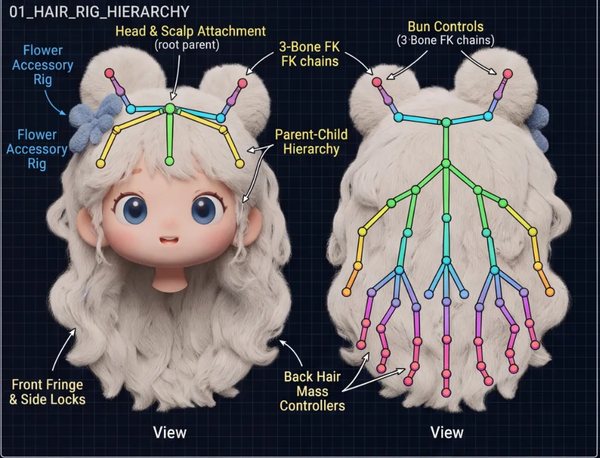 01_HAIR_RIG_HIERARCHY
Flower
Accessory
Rig
Head & Scalp Attachment
(root parent)
3-Bone FK
FK chains
Bun Controls
(3-Bone FK chains)
Flower
Accessory
Rig
Parent-Child
Hierarchy
Front Fringe
& Side Locks
Back Hair
Mass
Controllers
View
View